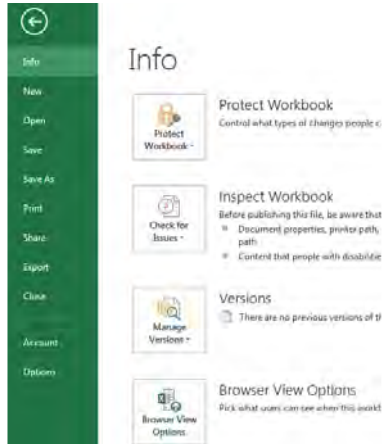 Info
New
Open
Save
Save As
Print
Share
Export
Close
Account
Options
Info
Protect Workbook
Control what types of changes people c
Protect
Workbook
Inspect Workbook
Before publishing this file, be aware that
Document properties, printer path,
path
Content that people with disabilitie
Check for
Issues
Versions
There are no previous versions of th
Manage
Versions
Browser View Options
Pick what users can see when this workb
Browser View
Options